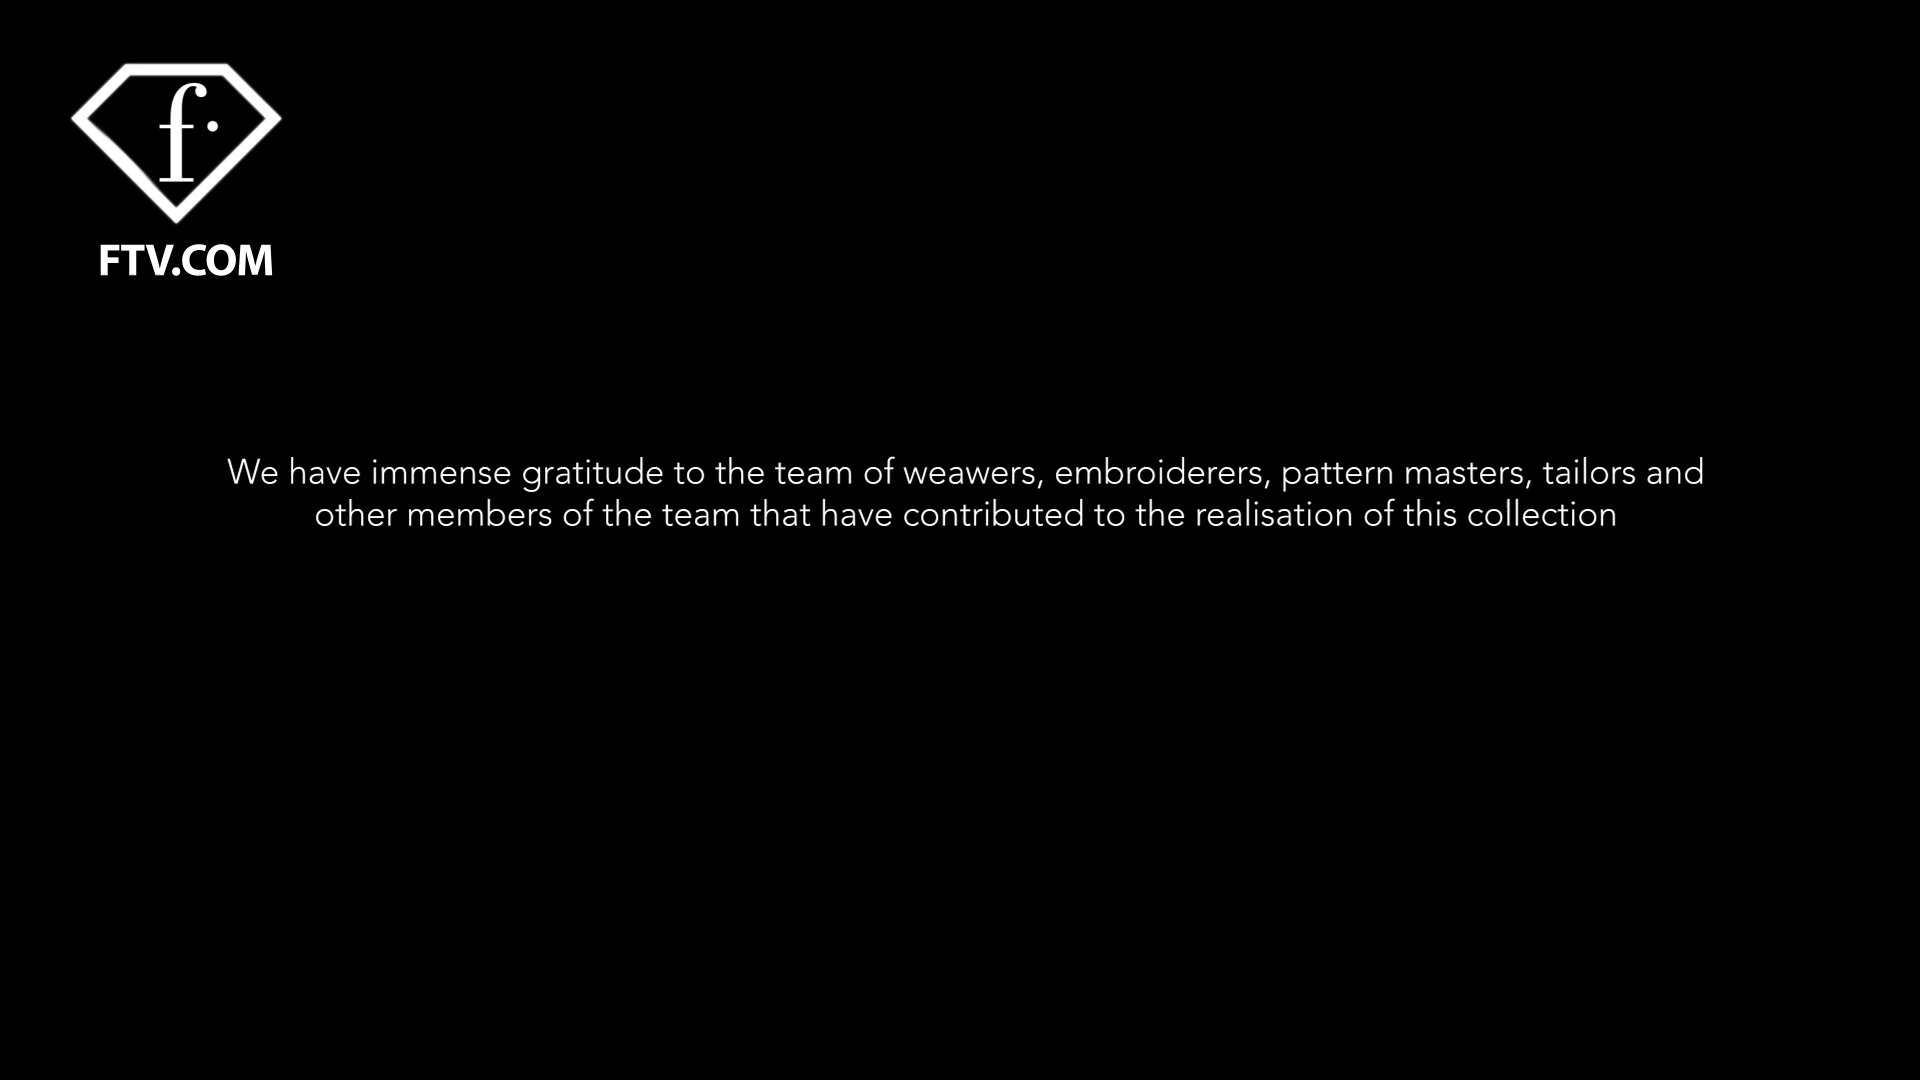 f.
FTV.COM
We have immense gratitude to the team of weawers, embroiderers, pattern masters, tailors and
other members of the team that have contributed to the realisation of this collection